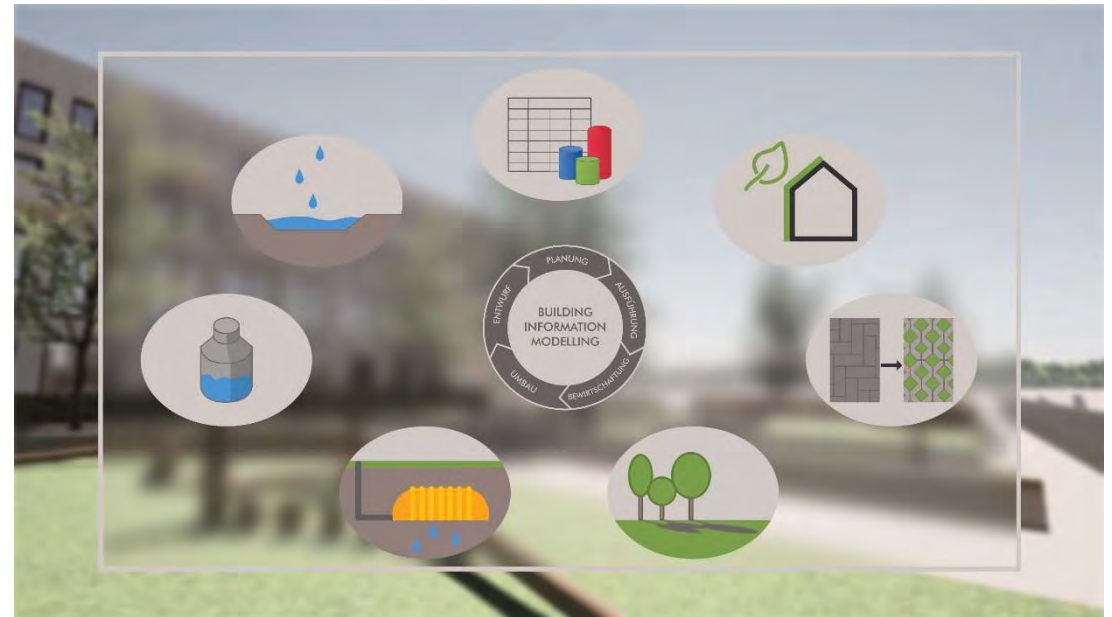 PLANUNG
AUSFÜHRUNG
BEWIRTSCHAFTUNG
UMBAU
ENTWURF
BUILDING
INFORMATION
MODELLING